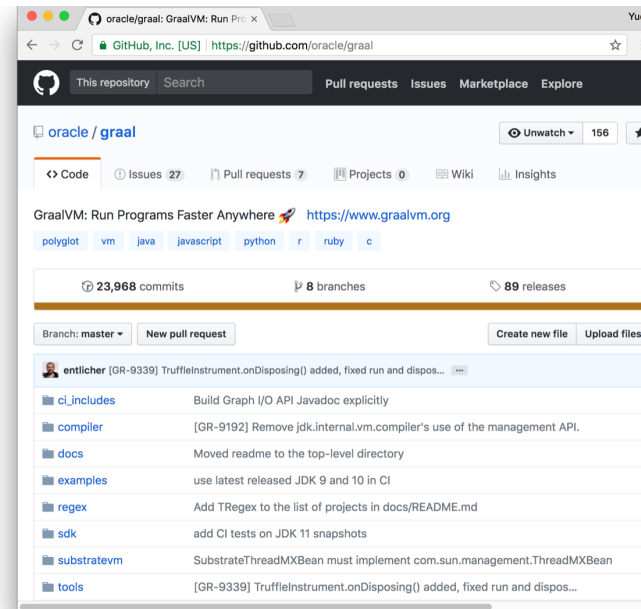 oracle/graal: GraalVM: Run Pro
GitHub, Inc. [US] https://github.com/oracle/graal
This repository Search Pull requests Issues Marketplace Explore
oracle / graal Unwatch 156
Code Issues 27 Pull requests 7 Projects 0 Wiki Insights
GraalVM: Run Programs Faster Anywhere 🚀 https://www.graalvm.org
polyglot vm java javascript python r ruby c
23,968 commits 8 branches 89 releases
Branch: master New pull request Create new file Upload files
entlicher [GR-9339] TruffleInstrument.onDisposing() added, fixed run and dispos... ...
ci_includes Build Graph I/O API Javadoc explicitly
compiler [GR-9192] Remove jdk.internal.vm.compiler's use of the management API.
docs Moved readme to the top-level directory
examples use latest released JDK 9 and 10 in CI
regex Add TRegex to the list of projects in docs/README.md
sdk add CI tests on JDK 11 snapshots
substratevm SubstrateThreadMXBean must implement com.sun.management.ThreadMXBean
tools [GR-9339] TruffleInstrument.onDisposing() added, fixed run and dispos...